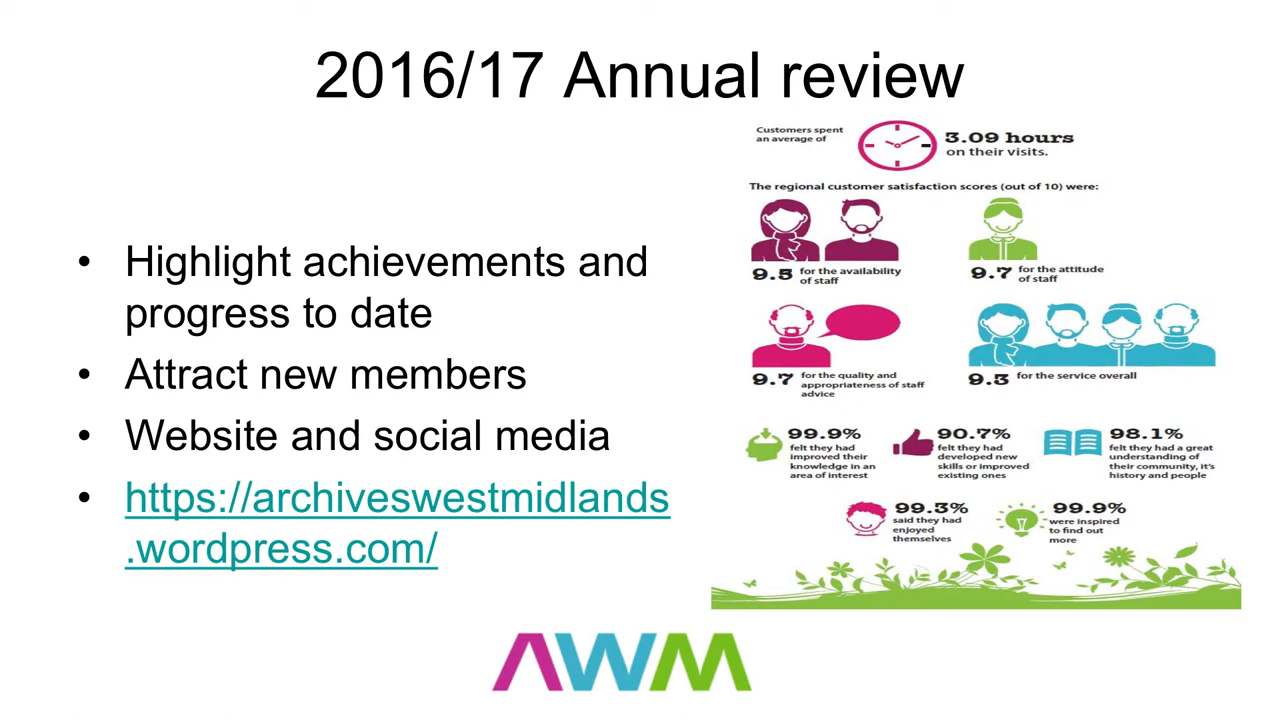 2016/17 Annual review
• Highlight achievements and
progress to date
• Attract new members
• Website and social media
• https://archiveswestmidlands
.wordpress.com/
Customers spent
an average of
3.09 hours
on their visits.
The regional customer satisfaction scores (out of 10) were:
9.5 for the availability
of staff
9.7 for the attitude
of staff
9.7 for the quality and
appropriateness of staff
advice
9.3 for the service overall
99.9%
felt they had
improved their
knowledge in an
area of interest
90.7%
felt they had
developed new
skills or improved
existing ones
98.1%
felt they had a great
understanding of
their community, it's
history and people
99.3%
said they had
enjoyed
themselves
99.9%
were inspired
to find out
more
AWM